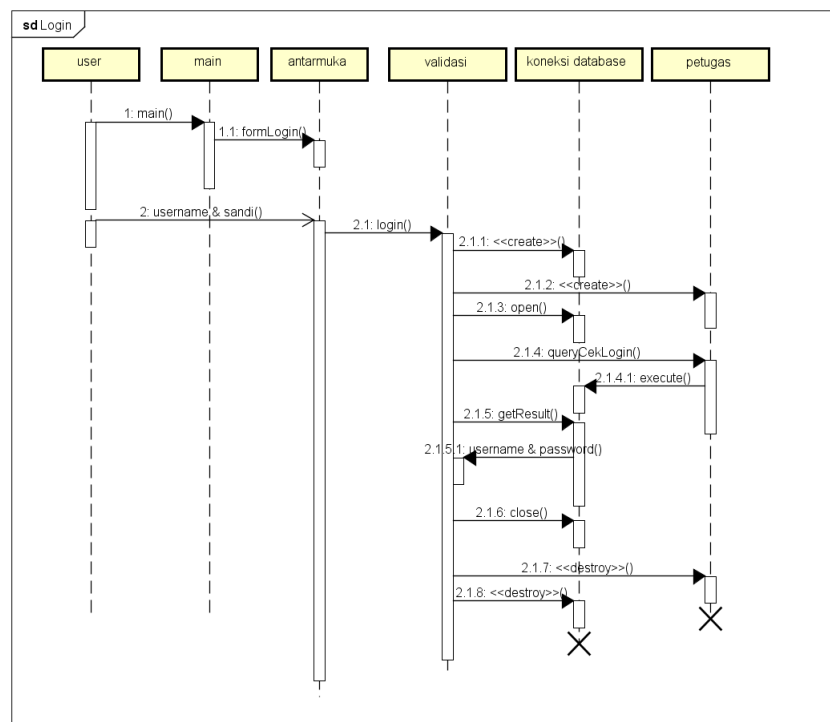 sd Login
user
main
antarmuka
validasi
koneksi database
petugas
1: main()
1.1: formLogin()
2: username & sandi()
2.1: login()
2.1.1: <<create>>()
2.1.2: <<create>>()
2.1.3: open()
2.1.4: queryCekLogin()
2.1.4.1: execute()
2.1.5: getResult()
2.1.5.1: username & password()
2.1.6: close()
2.1.7: <<destroy>>()
2.1.8: <<destroy>>()